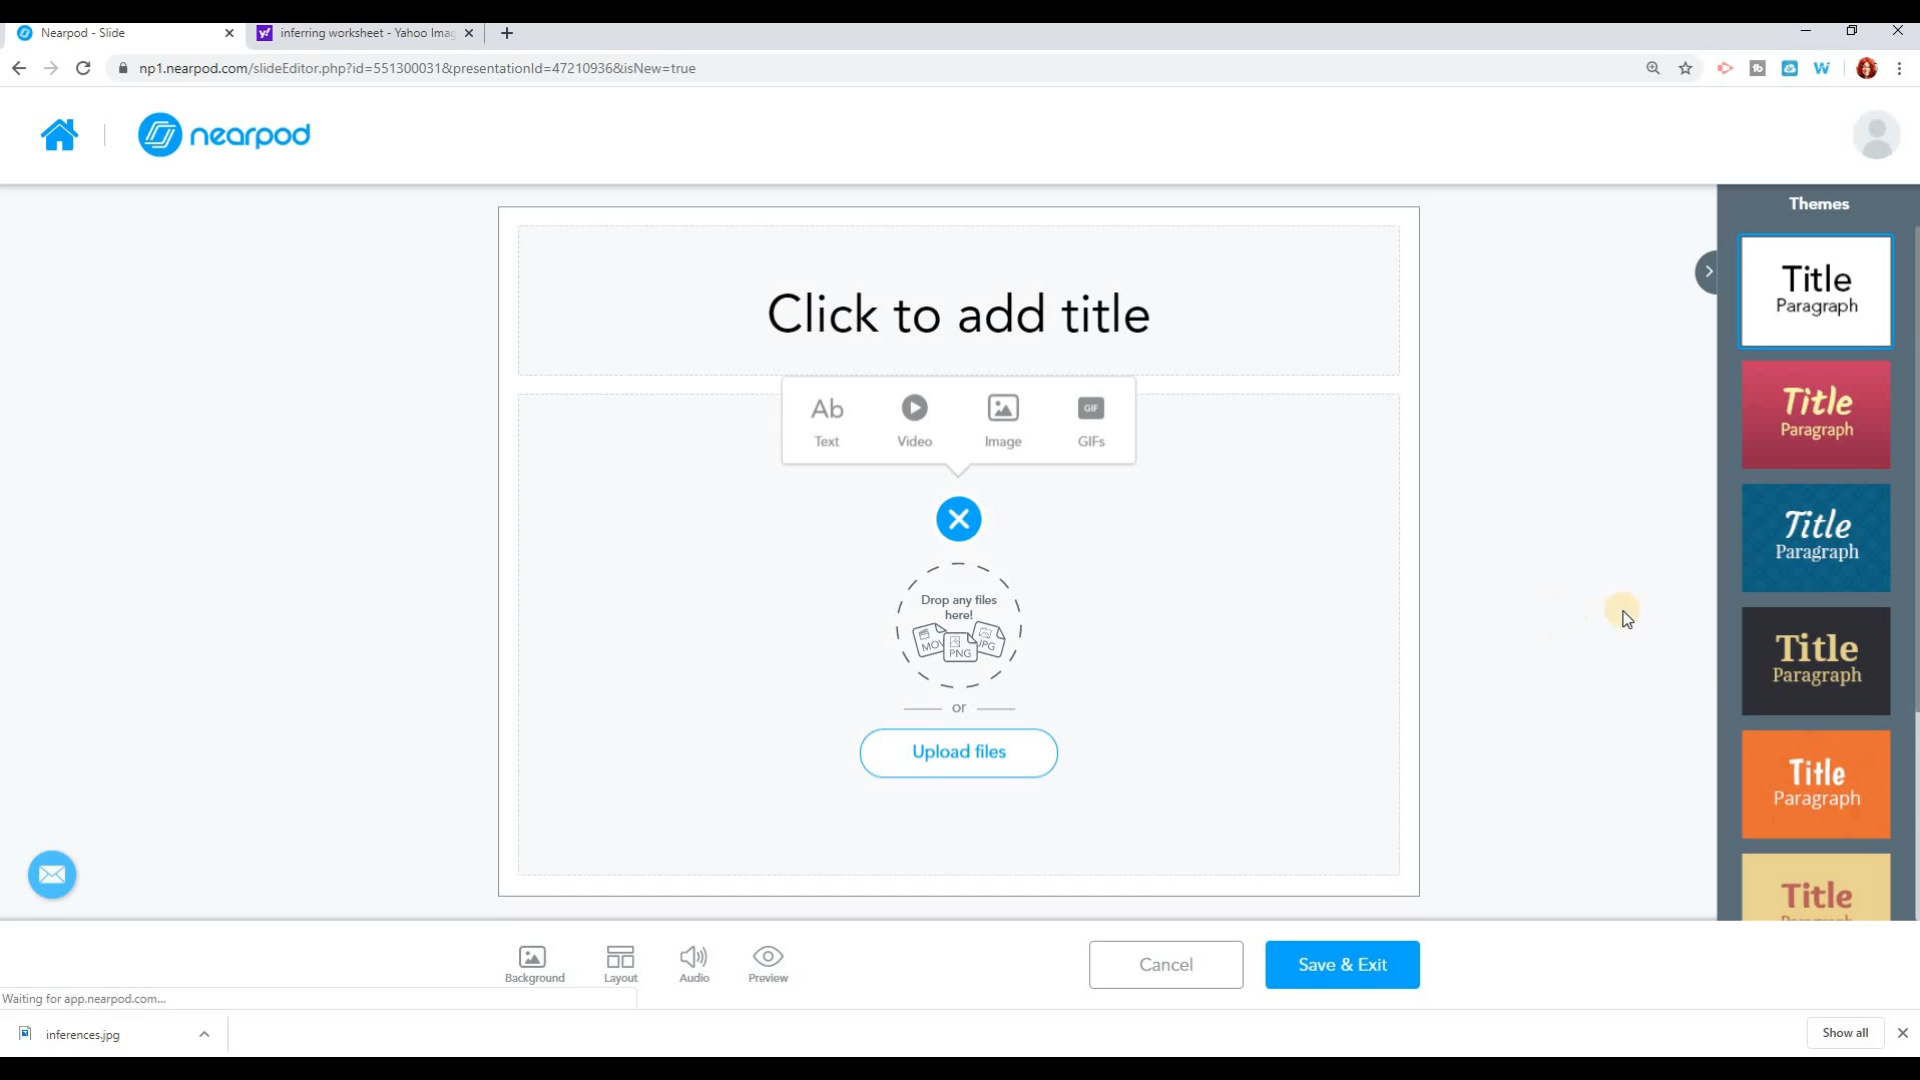 Nearpod - Slide
inferring worksheet - Yahoo Imag
np1.nearpod.com/slideEditor.php?id=551300031&presentationId=47210936&isNew=true
nearpod
Themes
Click to add title
Ab
Text
Video
Image
GIF
GIFs
Drop any files
here!
MOV
PNG
JPG
or
Upload files
Title
Paragraph
Title
Paragraph
Title
Paragraph
Title
Paragraph
Title
Paragraph
Title
Paragraph
Background
Layout
Audio
Preview
Cancel
Save & Exit
Waiting for app.nearpod.com...
inferences.jpg
Show all